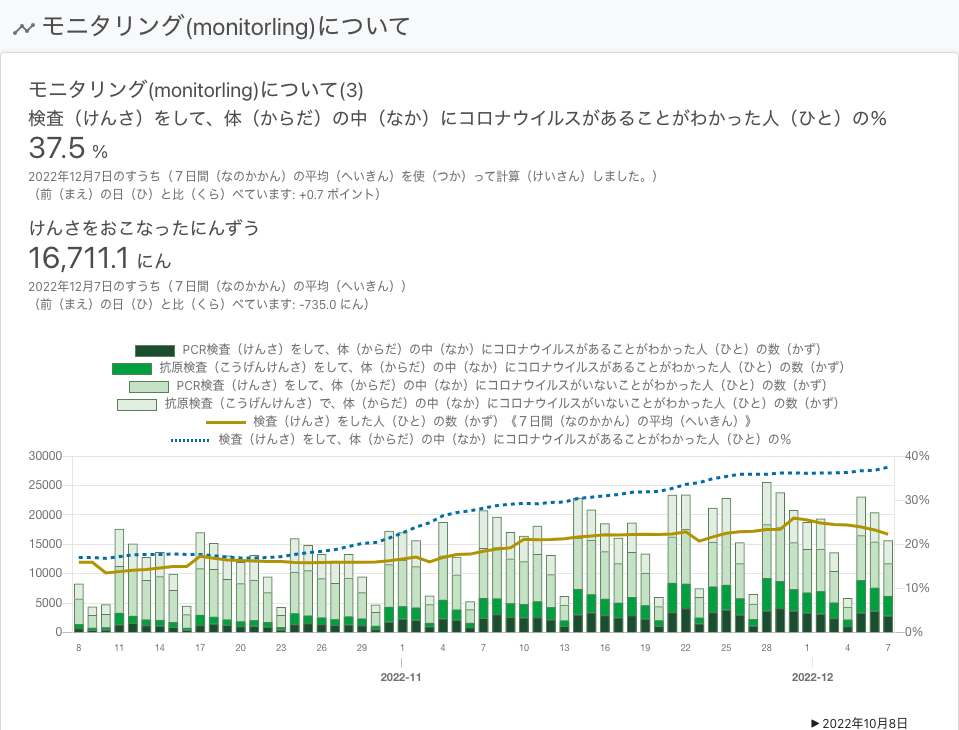 モニタリング(monitorling)について
モニタリング(monitorling)について(3)
検査（けんさ）をして、体（からだ）の中（なか）にコロナウイルスがあることがわかった人（ひと）の%
37.5 %
2022年12月7日のすうち（７日間（なのかかん）の平均（へいきん）を使（つか）って計算（けいさん）しました。）
（前（まえ）の日（ひ）と比（くら）べています: +0.7 ポイント）
けんさをおこなったにんずう
16,711.1 にん
2022年12月7日のすうち（７日間（なのかかん）の平均（へいきん））
（前（まえ）の日（ひ）と比（くら）べています: -735.0 にん）
PCR検査（けんさ）をして、体（からだ）の中（なか）にコロナウイルスがあることがわかった人（ひと）の数（かず）
抗原検査（こうげんけんさ）をして、体（からだ）の中（なか）にコロナウイルスがあることがわかった人（ひと）の数（かず）
PCR検査（けんさ）をして、体（からだ）の中（なか）にコロナウイルスがいないことがわかった人（ひと）の数（かず）
抗原検査（こうげんけんさ）で、体（からだ）の中（なか）にコロナウイルスがいないことがわかった人（ひと）の数（かず）
検査（けんさ）をした人（ひと）の数（かず）《７日間（なのかかん）の平均（へいきん）》
検査（けんさ）をして、体（からだ）の中（なか）にコロナウイルスがあることがわかった人（ひと）の%
30000 40%
25000
20000 30%
15000 20%
10000 10%
5000
0 0%
8 11 14 17 20 23 26 29 1 4 7 10 13 16 19 22 25 28 1 4 7
2022-11 2022-12
▶2022年10月8日